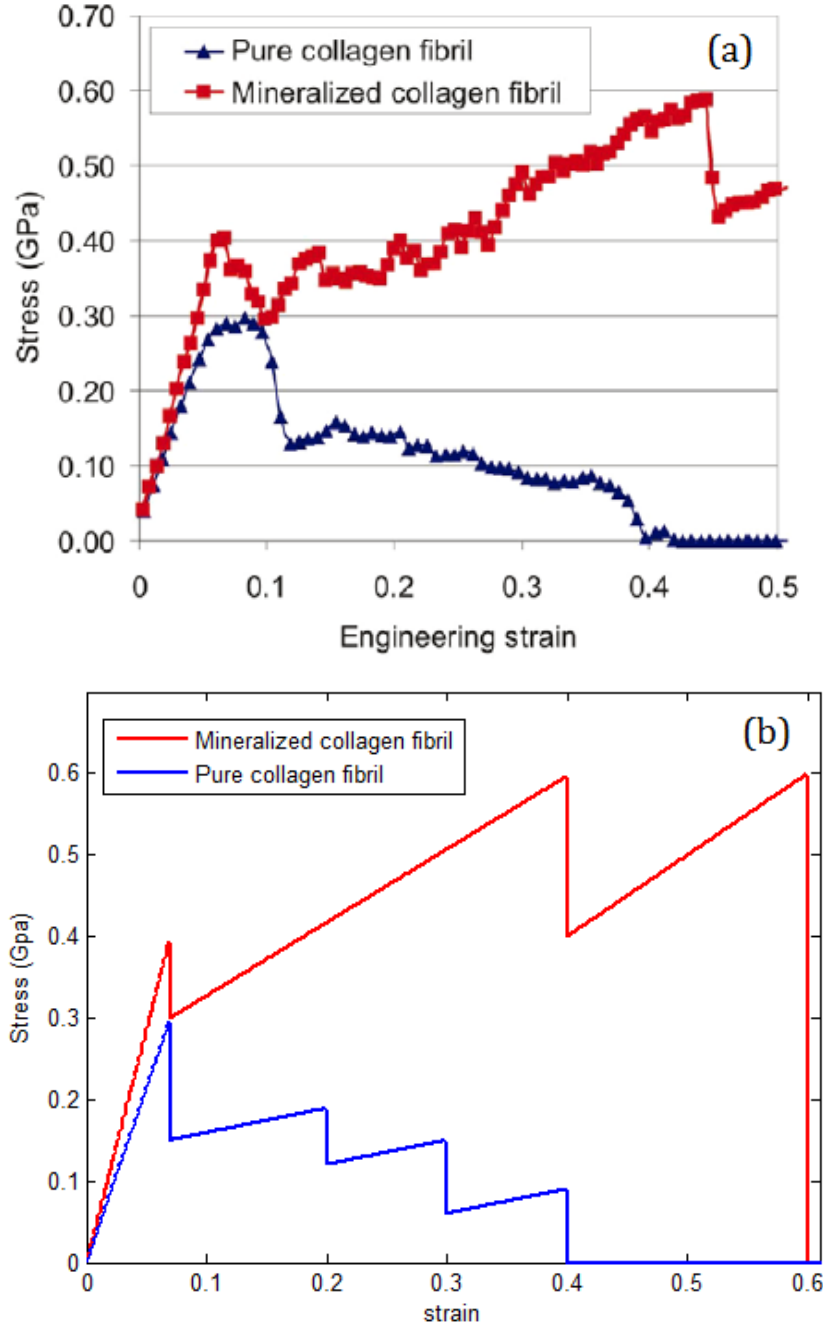 0.70
Pure collagen fibril
(a)
Mineralized collagen fibril
0.60
0.50
0.40
0.30
0.20
0.10
0.00
Stress (GPa)
0 0.1 0.2 0.3 0.4 0.5
Engineering strain
Mineralized collagen fibril
(b)
Pure collagen fibril
0.6
0.5
0.4
0.3
0.2
0.1
0
Stress (Gpa)
0 0.1 0.2 0.3 0.4 0.5 0.6
strain